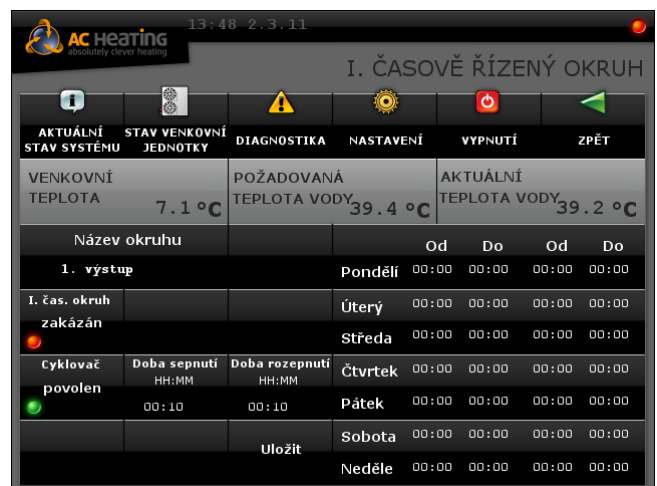 13:48 2.3.11
AC Heating
absolutely clever heating
I. ČASOVĚ ŘÍZENÝ OKRUH
AKTUÁLNÍ STAV SYSTÉMU
STAV VENKOVNÍ JEDNOTKY
DIAGNOSTIKA
NASTAVENÍ
VYPNUTÍ
ZPĚT
VENKOVNÍ TEPLOTA 7.1 °C
POŽADOVANÁ TEPLOTA VODY 39.4 °C
AKTUÁLNÍ TEPLOTA VODY 39.2 °C
Název okruhu
Od Do Od Do
1. výstup
Pondělí 00:00 00:00 00:00 00:00
I. čas. okruh
zakázán
Úterý 00:00 00:00 00:00 00:00
Středa 00:00 00:00 00:00 00:00
Cyklovač
povolen
Doba sepnutí
HH:MM
00:10
Doba rozepnutí
HH:MM
00:10
Čtvrtek 00:00 00:00 00:00 00:00
Pátek 00:00 00:00 00:00 00:00
Uložit
Sobota 00:00 00:00 00:00 00:00
Neděle 00:00 00:00 00:00 00:00